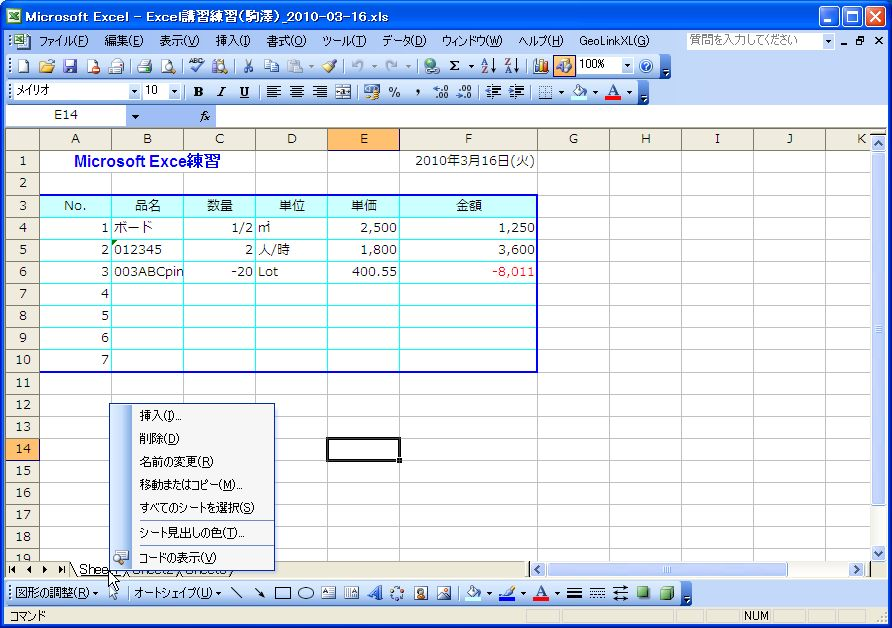 Microsoft Excel - Excel講習練習(駒澤)_2010-03-16.xls
ファイル(F) 編集(E) 表示(V) 挿入(I) 書式(O) ツール(T) データ(D) ウィンドウ(W) ヘルプ(H) GeoLinkXL(G) 質問を入力してください
100%
メイリオ 10 B I U
E14 fx
A B C D E F G H I J K
1 Microsoft Exce練習 2010年3月16日(火)
2
3 No. 品名 数量 単位 単価 金額
4 1 ボード 1/2 ㎡ 2,500 1,250
5 2 012345 2 人/時 1,800 3,600
6 3 003ABCpin -20 Lot 400.55 -8,011
7 4
8 5
9 6
10 7
11
12
13
14
15
16
17
18
19
挿入(I)...
削除(D)
名前の変更(R)
移動またはコピー(M)...
すべてのシートを選択(S)
シート見出しの色(T)...
コードの表示(V)
図形の調整(R) オートシェイプ(U)
コマンド NUM